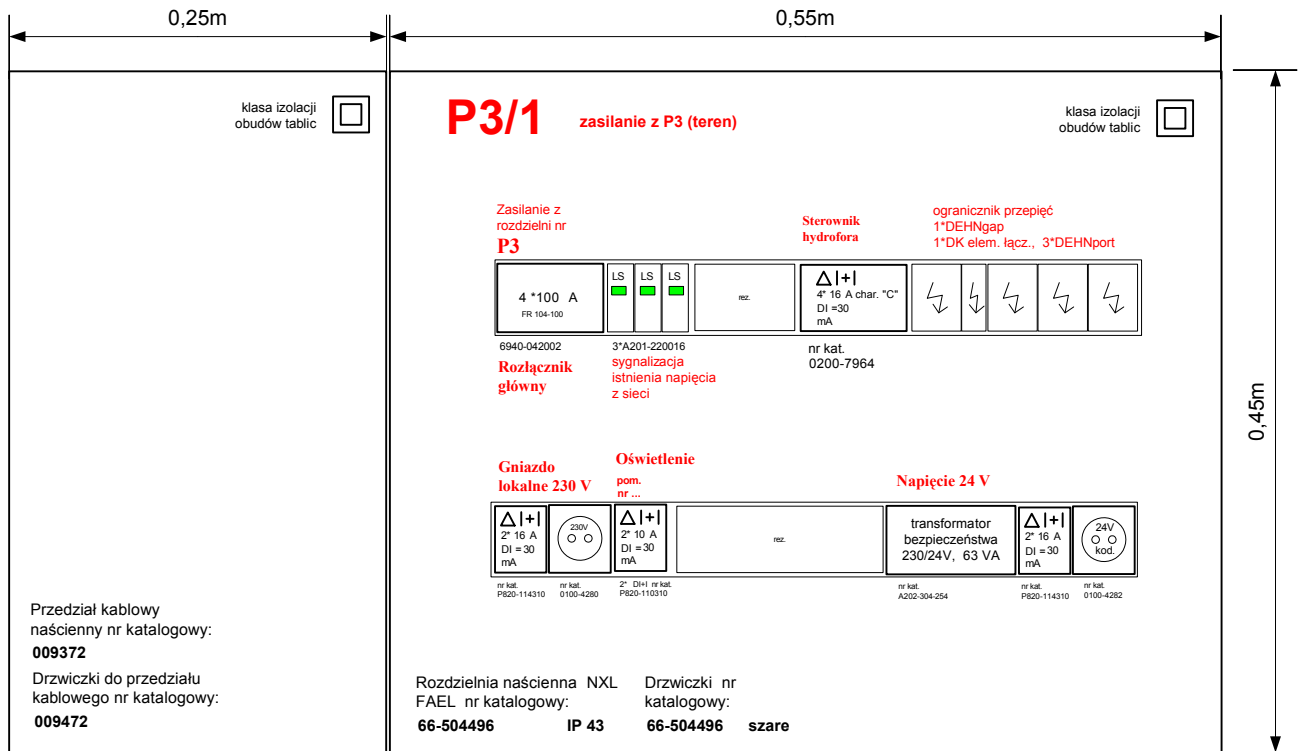 0,25m
0,55m
klasa izolacji
obudów tablic
P3/1
zasilanie z P3 (teren)
klasa izolacji
obudów tablic
Zasilanie z
rozdzielni nr
P3
Sterownik
hydrofora
ogranicznik przepięć
1*DEHNgap
1*DK elem. łącz., 3*DEHNport
4 *100 A
FR 104-100
LS
LS
LS
rez.
Δ|+|
4* 16 A char. "C"
DI =30
mA
6940-042002
Rozłącznik
główny
3*A201-220016
sygnalizacja
istnienia napięcia
z sieci
nr kat.
0200-7964
0,45m
Gniazdo
lokalne 230 V
Oświetlenie
pom.
nr ...
Napięcie 24 V
Δ|+|
2* 16 A
DI =30
mA
230V
Δ|+|
2* 10 A
DI =30
mA
rez.
transformator
bezpieczeństwa
230/24V, 63 VA
Δ|+|
2* 16 A
DI =30
mA
24V
kod.
nr kat.
P820-114310
nr kat.
0100-4280
2* DI+I nr kat.
P820-110310
nr kat.
A202-304-254
nr kat.
P820-114310
nr kat.
0100-4282
Przedział kablowy
naścienny nr katalogowy:
009372
Drzwiczki do przedziału
kablowego nr katalogowy:
009472
Rozdzielnia naścienna NXL
FAEL nr katalogowy:
66-504496 IP 43
Drzwiczki nr
katalogowy:
66-504496 szare